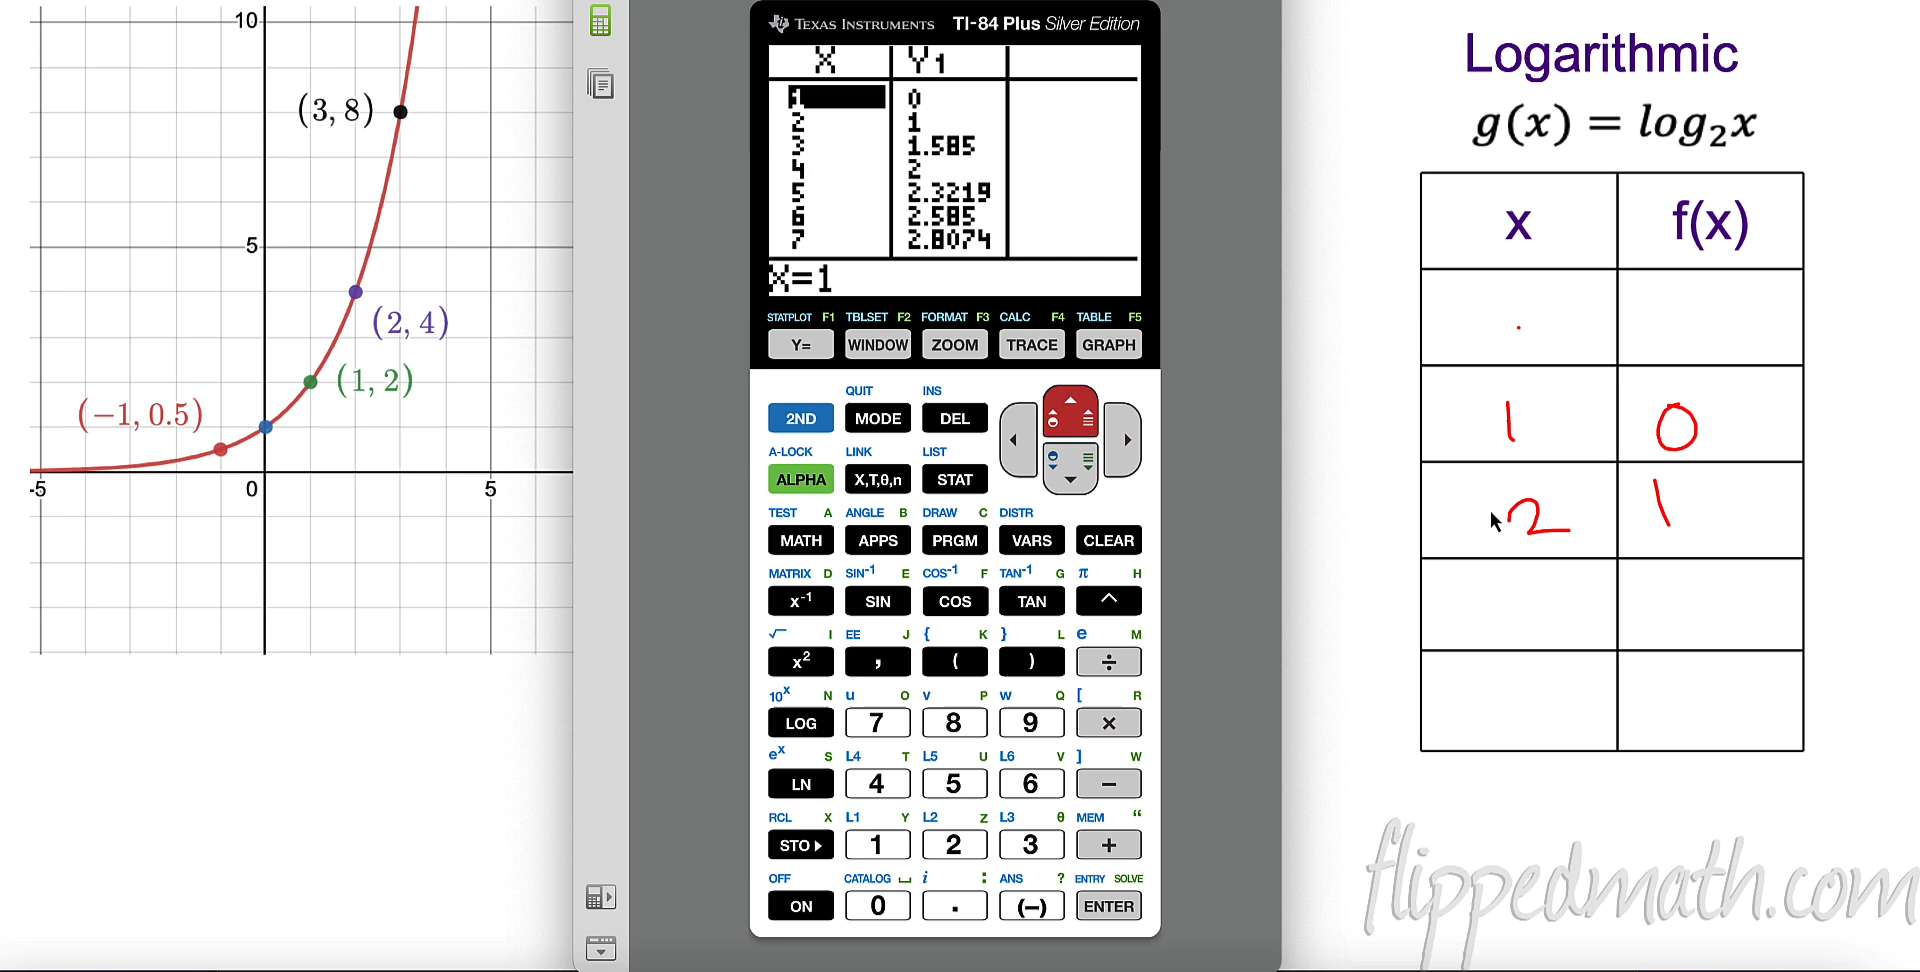 10
(3, 8)
5
(2, 4)
(1, 2)
(−1, 0.5)
-5 0 5
TEXAS INSTRUMENTS TI-84 Plus Silver Edition
X Y1
1 0
2 1
3 1.585
4 2
5 2.3219
6 2.585
7 2.8074
X=1
STATPLOT F1 TBLSET F2 FORMAT F3 CALC F4 TABLE F5
Y= WINDOW ZOOM TRACE GRAPH
QUIT INS
2ND MODE DEL
A-LOCK LINK LIST
ALPHA X,T,θ,n STAT
TEST A ANGLE B DRAW C DISTR
MATH APPS PRGM VARS CLEAR
MATRIX D SIN⁻¹ E COS⁻¹ F TAN⁻¹ G π H
x⁻¹ SIN COS TAN ^
√ I EE J { K } L e M
x² , ( ) ÷
10ˣ N u O v P w Q [ R
LOG 7 8 9 ×
eˣ S L4 T L5 U L6 V ] W
LN 4 5 6 −
RCL X L1 Y L2 Z L3 θ MEM “
STO▸ 1 2 3 +
OFF CATALOG ⌴ i : ANS ? ENTRY SOLVE
ON 0 . (−) ENTER
Logarithmic
g(x) = log₂x
x f(x)
1 0
2 1
flippedmath.com